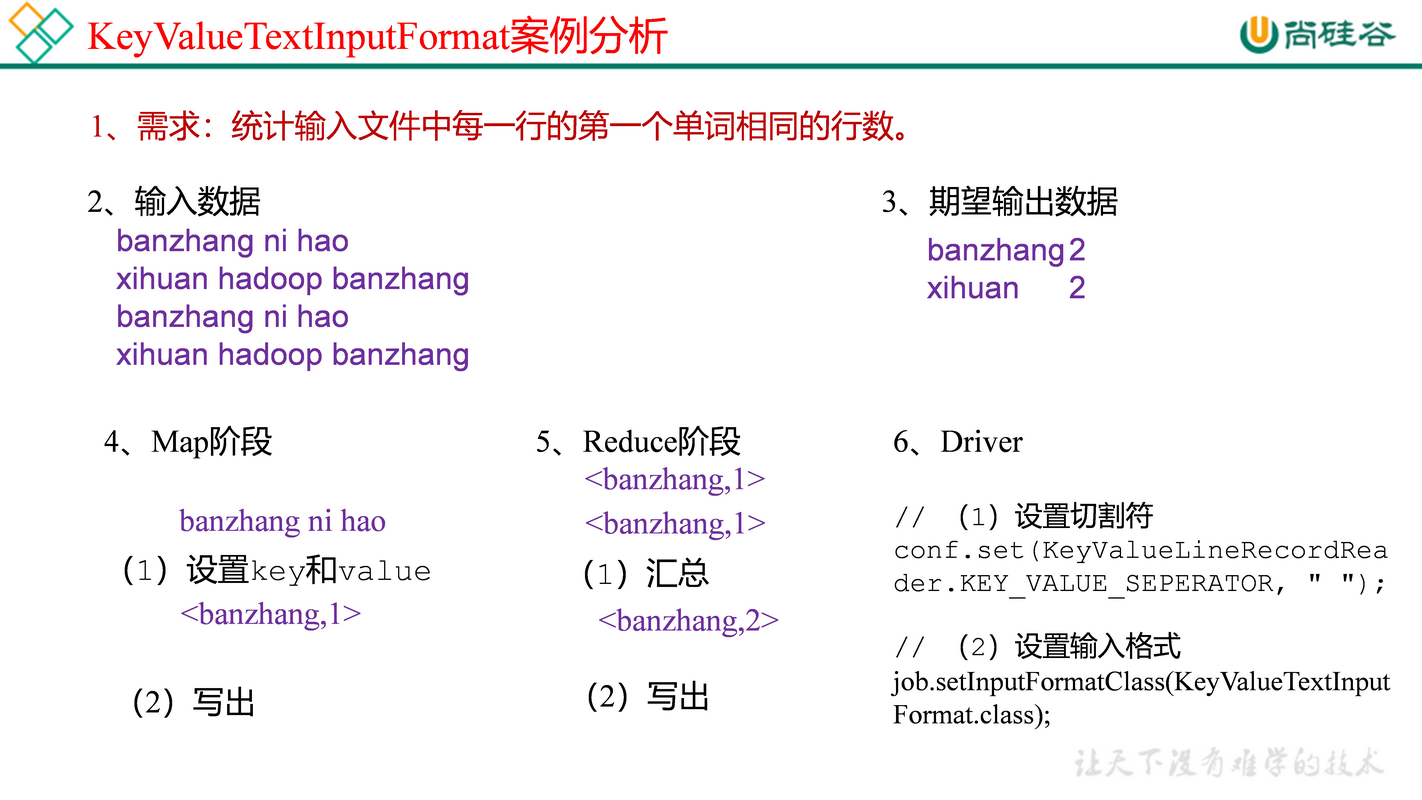 KeyValueTextInputFormat案例分析
尚硅谷
1、需求：统计输入文件中每一行的第一个单词相同的行数。
2、输入数据
banzhang ni hao
xihuan hadoop banzhang
banzhang ni hao
xihuan hadoop banzhang
3、期望输出数据
banzhang 2
xihuan 2
4、Map阶段
banzhang ni hao
（1）设置key和value
<banzhang,1>
（2）写出
5、Reduce阶段
<banzhang,1>
<banzhang,1>
（1）汇总
<banzhang,2>
（2）写出
6、Driver
// （1）设置切割符
conf.set(KeyValueLineRecordRea
der.KEY_VALUE_SEPERATOR, " ");
// （2）设置输入格式
job.setInputFormatClass(KeyValueTextInput
Format.class);
让天下没有难学的技术